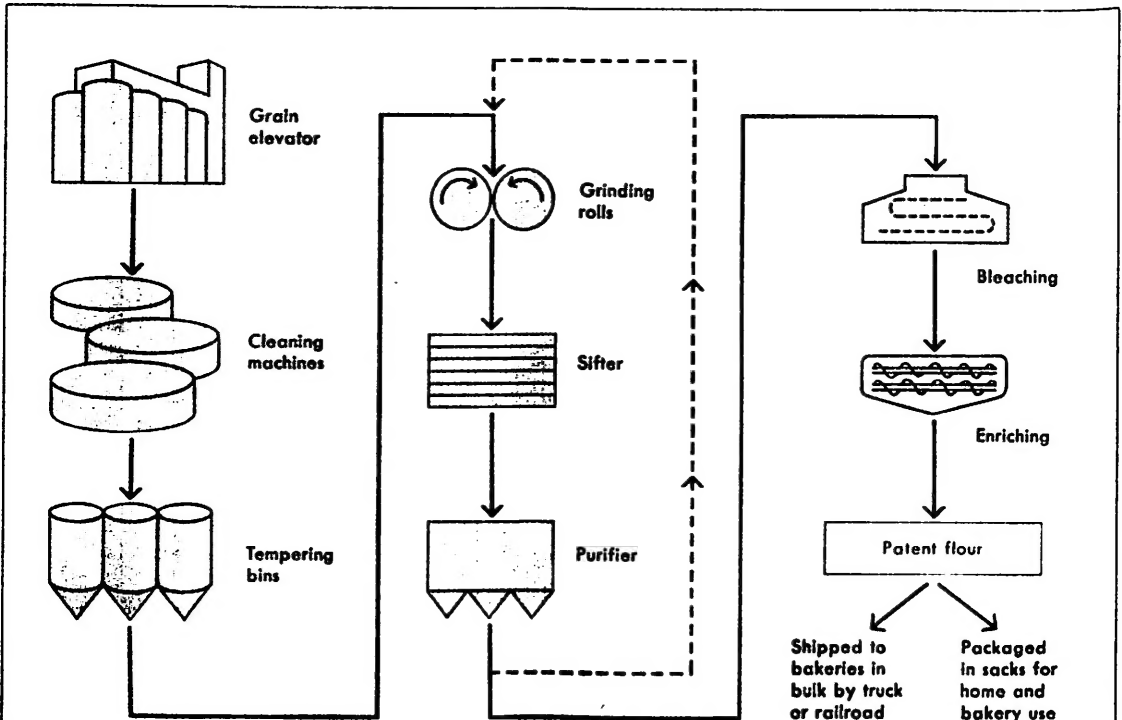 Grain
elevator
Cleaning
machines
Tempering
bins
Grinding
rolls
Sifter
Purifier
Bleaching
Enriching
Patent flour
Shipped to
bakeries in
bulk by truck
or railroad
Packaged
in sacks for
home and
bakery use